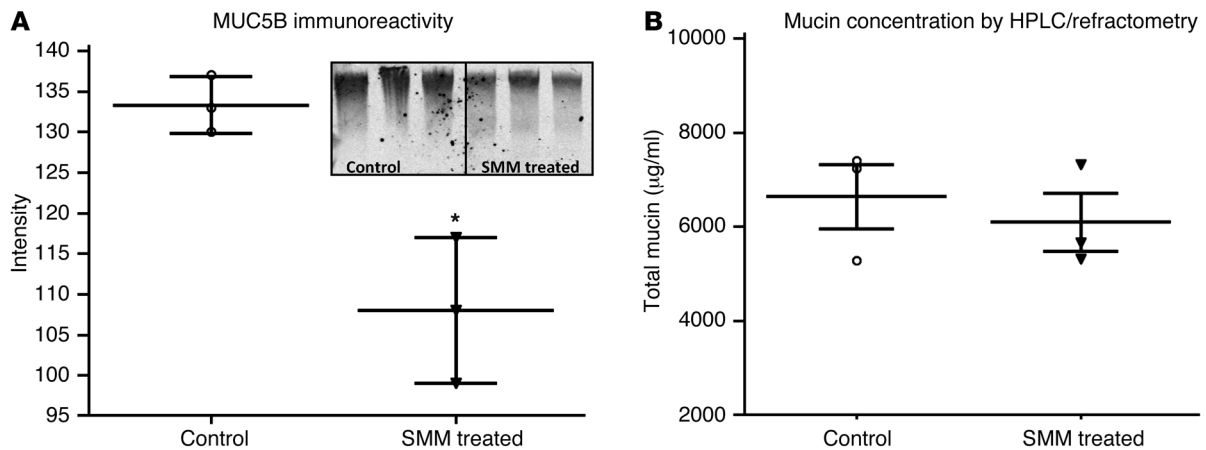 A
MUC5B immunoreactivity
140
135
130
125
120
115
110
105
100
95
Intensity
Control
SMM treated
*
Control
SMM treated
B
Mucin concentration by HPLC/refractometry
10000
8000
6000
4000
2000
Total mucin (μg/ml)
Control
SMM treated